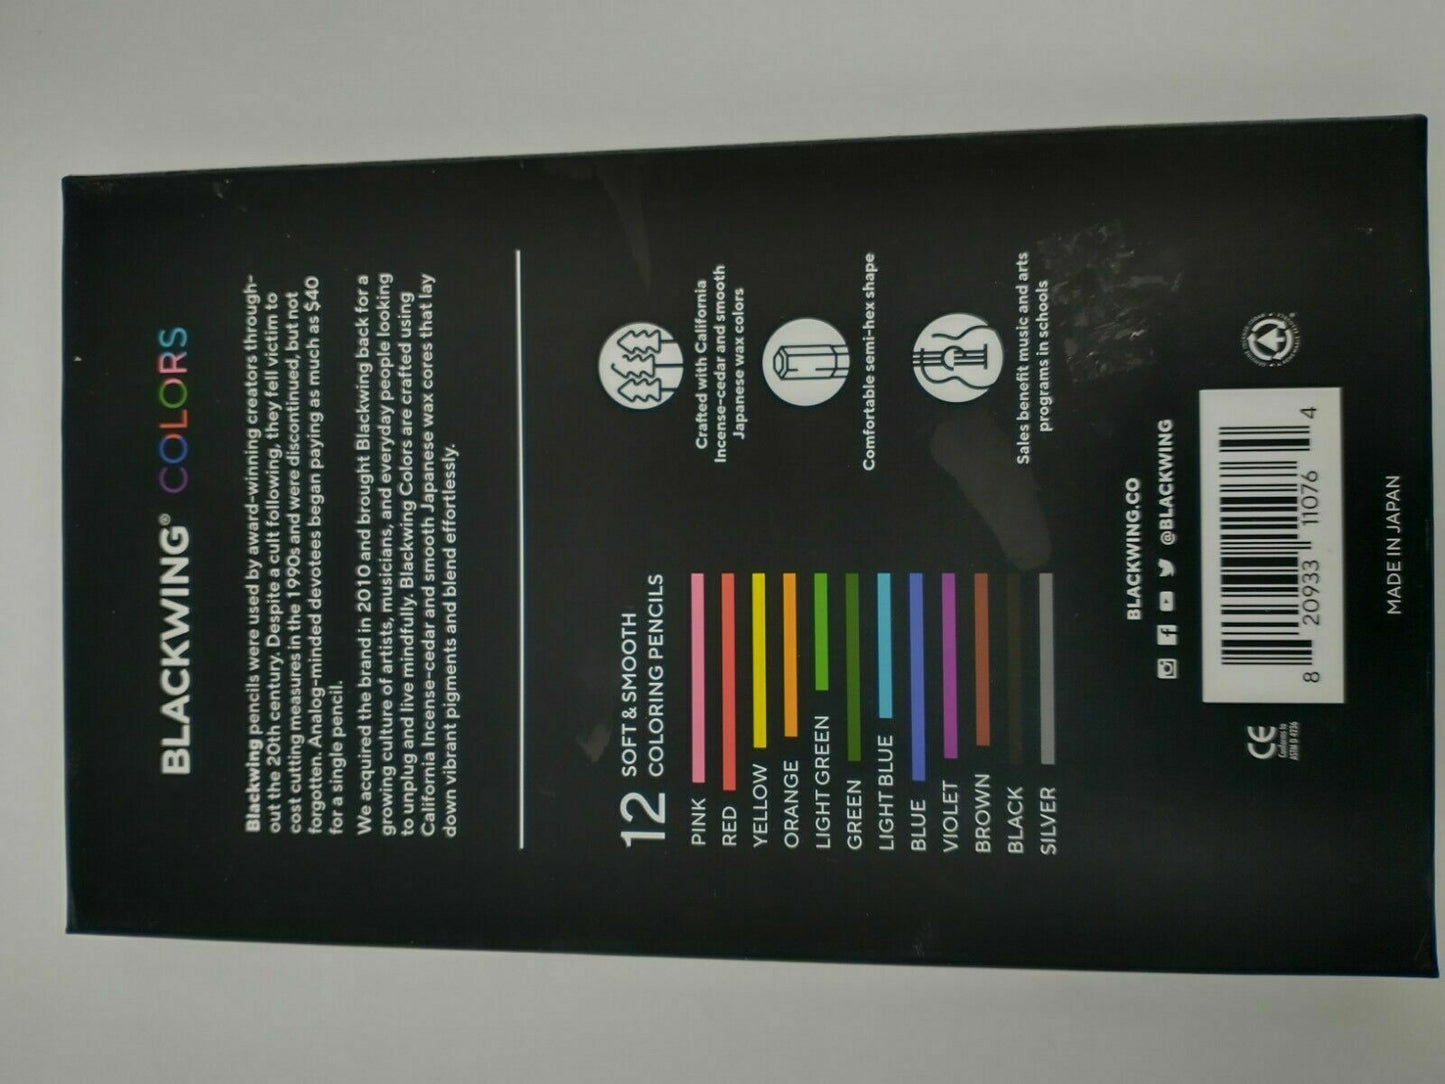 BLACKWING® COLORS
Blackwing pencils were used by award-winning creators through-
out the 20th century. Despite a cult following, they fell victim to
cost cutting measures in the 1990s and were discontinued, but not
forgotten. Analog-minded devotees began paying as much as $40
for a single pencil.
We acquired the brand in 2010 and brought Blackwing back for a
growing culture of artists, musicians, and everyday people looking
to unplug and live mindfully. Blackwing Colors are crafted using
California Incense-cedar and smooth Japanese wax cores that lay
down vibrant pigments and blend effortlessly.
12 SOFT & SMOOTH
COLORING PENCILS
PINK
RED
YELLOW
ORANGE
LIGHT GREEN
GREEN
LIGHT BLUE
BLUE
VIOLET
BROWN
BLACK
SILVER
Crafted with California
Incense-cedar and smooth
Japanese wax colors
Comfortable semi-hex shape
Sales benefit music and arts
programs in schools
BLACKWING.CO
@BLACKWING
CE
Conforms to
ASTM D 4236
8 20933 11076 4
MADE IN JAPAN